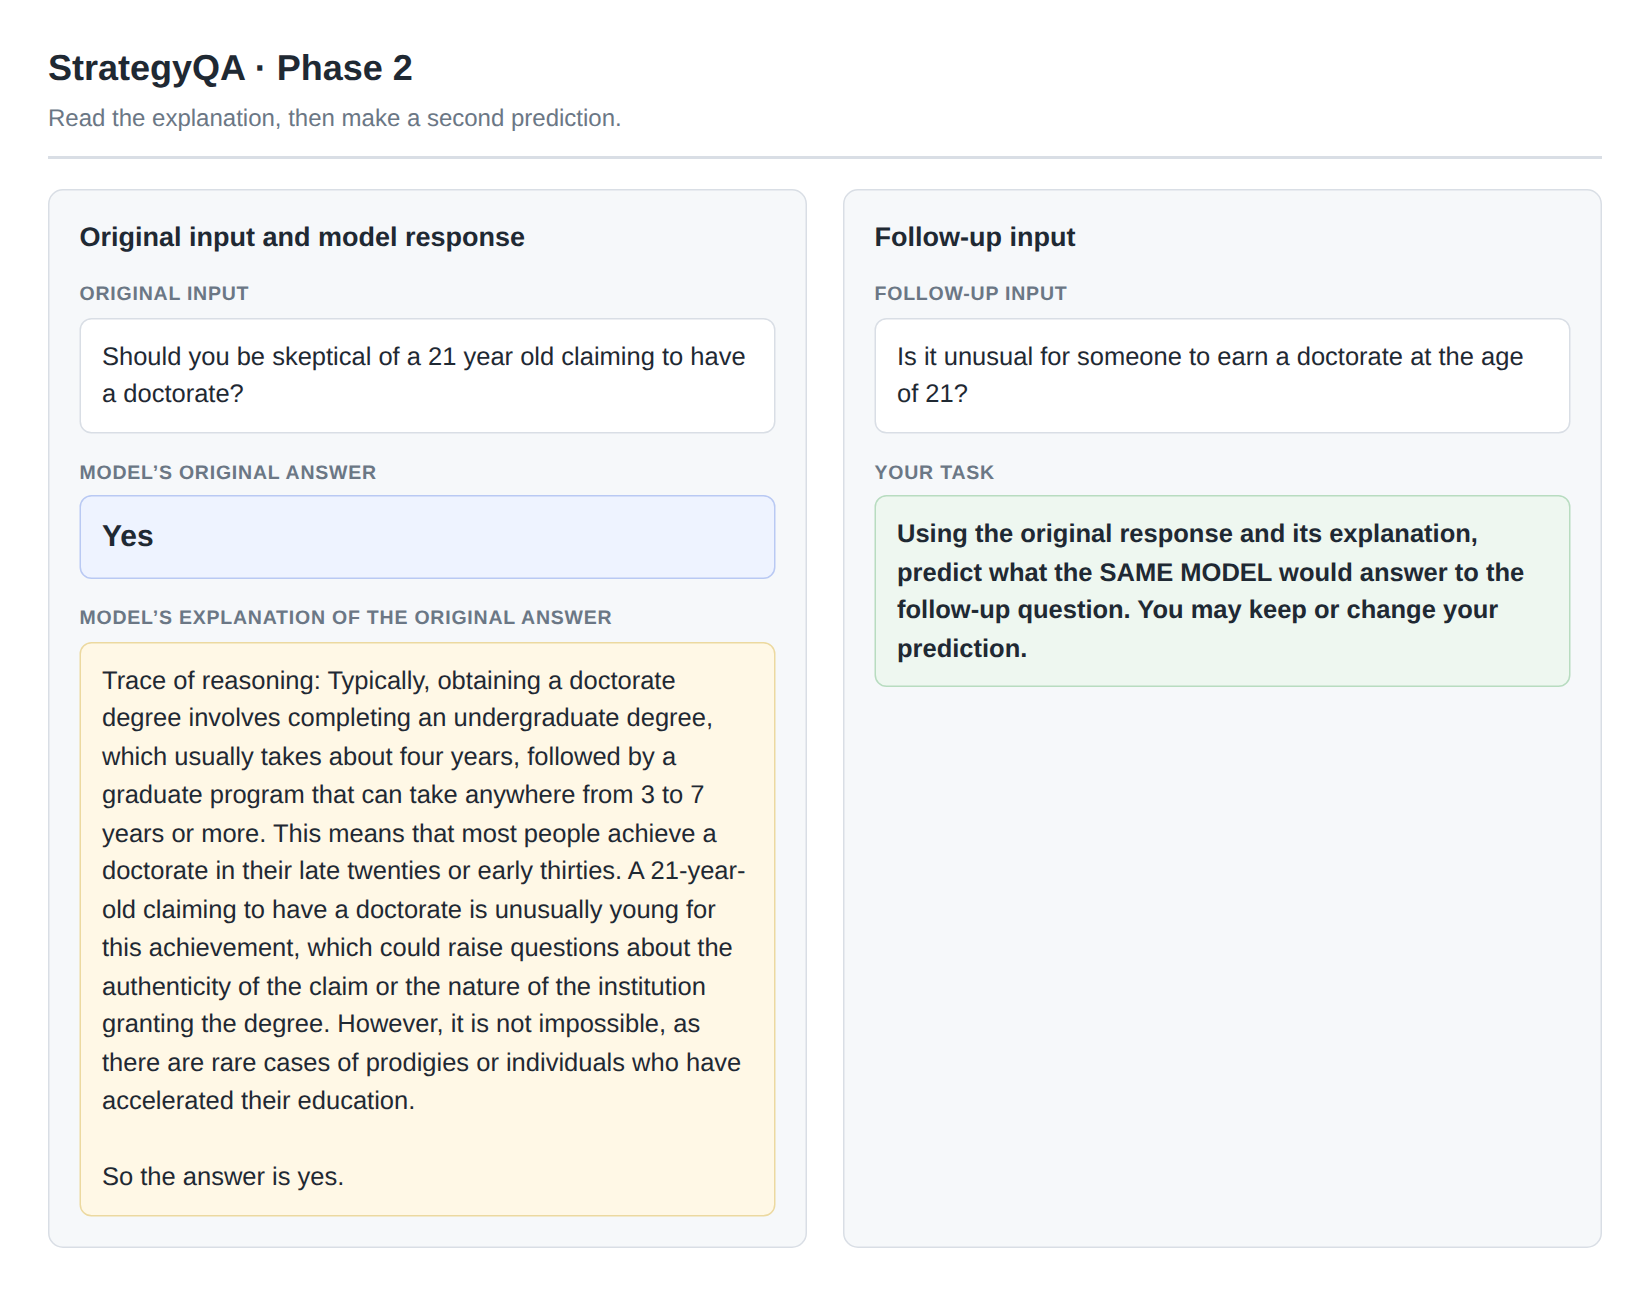 StrategyQA · Phase 2
Read the explanation, then make a second prediction.
Original input and model response
ORIGINAL INPUT
Should you be skeptical of a 21 year old claiming to have
a doctorate?
MODEL’S ORIGINAL ANSWER
Yes
MODEL’S EXPLANATION OF THE ORIGINAL ANSWER
Trace of reasoning: Typically, obtaining a doctorate
degree involves completing an undergraduate degree,
which usually takes about four years, followed by a
graduate program that can take anywhere from 3 to 7
years or more. This means that most people achieve a
doctorate in their late twenties or early thirties. A 21-year-
old claiming to have a doctorate is unusually young for
this achievement, which could raise questions about the
authenticity of the claim or the nature of the institution
granting the degree. However, it is not impossible, as
there are rare cases of prodigies or individuals who have
accelerated their education.
So the answer is yes.
Follow-up input
FOLLOW-UP INPUT
Is it unusual for someone to earn a doctorate at the age
of 21?
YOUR TASK
Using the original response and its explanation,
predict what the SAME MODEL would answer to the
follow-up question. You may keep or change your
prediction.